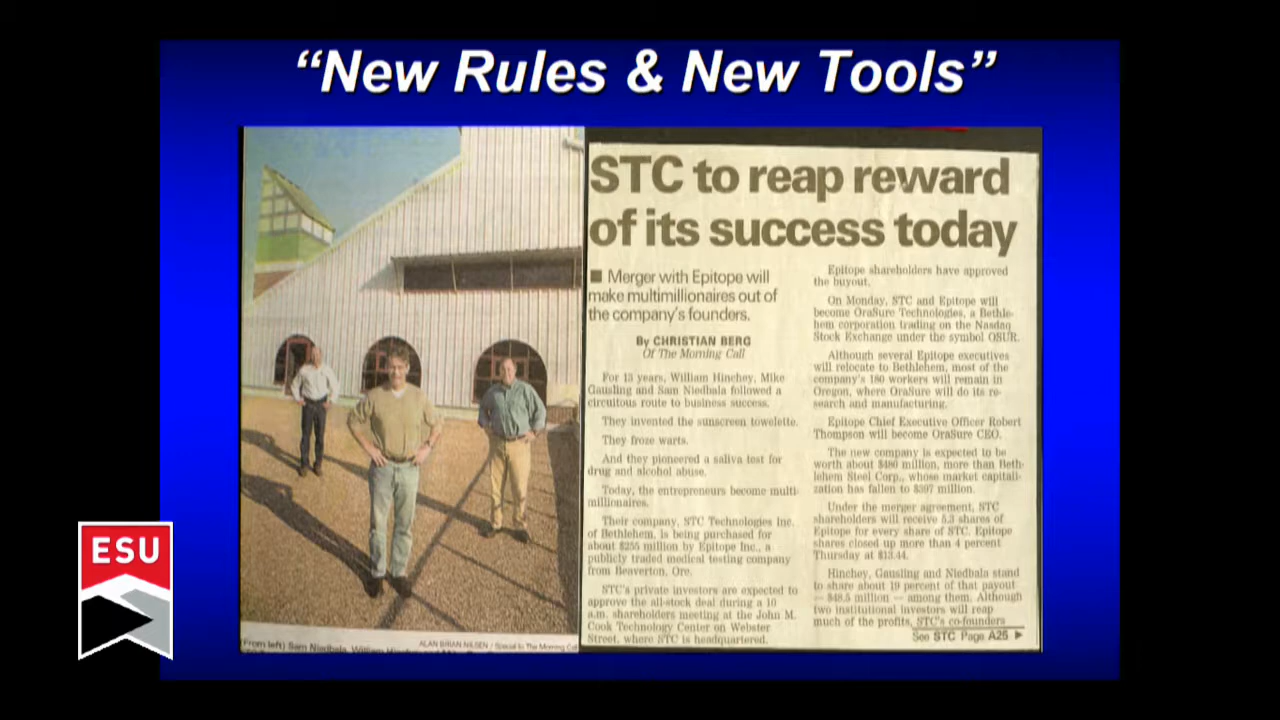 “New Rules & New Tools”
STC to reap reward
of its success today
■ Merger with Epitope will
make multimillionaires out of
the company's founders.
By CHRISTIAN BERG
Of The Morning Call
For 13 years, William Hinchey, Mike
Gausling and Sam Niedbala followed a
circuitous route to business success.
They invented the sunscreen towelette.
They froze warts.
And they pioneered a saliva test for
drug and alcohol abuse.
Today, the entrepreneurs become multi-
millionaires.
Their company, STC Technologies Inc.
of Bethlehem, is being purchased for
about $255 million by Epitope Inc., a
publicly traded medical testing company
from Beaverton, Ore.
STC's private investors are expected to
approve the all-stock deal during a 10
a.m. shareholders meeting at the John M.
Cook Technology Center on Webster
Street, where STC is headquartered.
Epitope shareholders have approved
the buyout.
On Monday, STC and Epitope will
become OraSure Technologies, a Bethle-
hem corporation trading on the Nasdaq
Stock Exchange under the symbol OSUR.
Although several Epitope executives
will relocate to Bethlehem, most of the
company's 180 workers will remain in
Oregon, where OraSure will do its re-
search and manufacturing.
Epitope Chief Executive Officer Robert
Thompson will become OraSure CEO.
The new company is expected to be
worth about $480 million, more than Beth-
lehem Steel Corp., whose market capitali-
zation has fallen to $397 million.
Under the merger agreement, STC
shareholders will receive 5.3 shares of
Epitope for every share of STC. Epitope
shares closed up more than 4 percent
Thursday at $13.44.
Hinchey, Gausling and Niedbala stand
to share about 19 percent of that payout
— $48.5 million — among them. Although
two institutional investors will reap
much of the profits, STC's co-founders
See STC Page A25 ▶
ALAN BRIAN NILSEN / Special to The Morning Call
(From left) Sam Niedbala, William
ESU